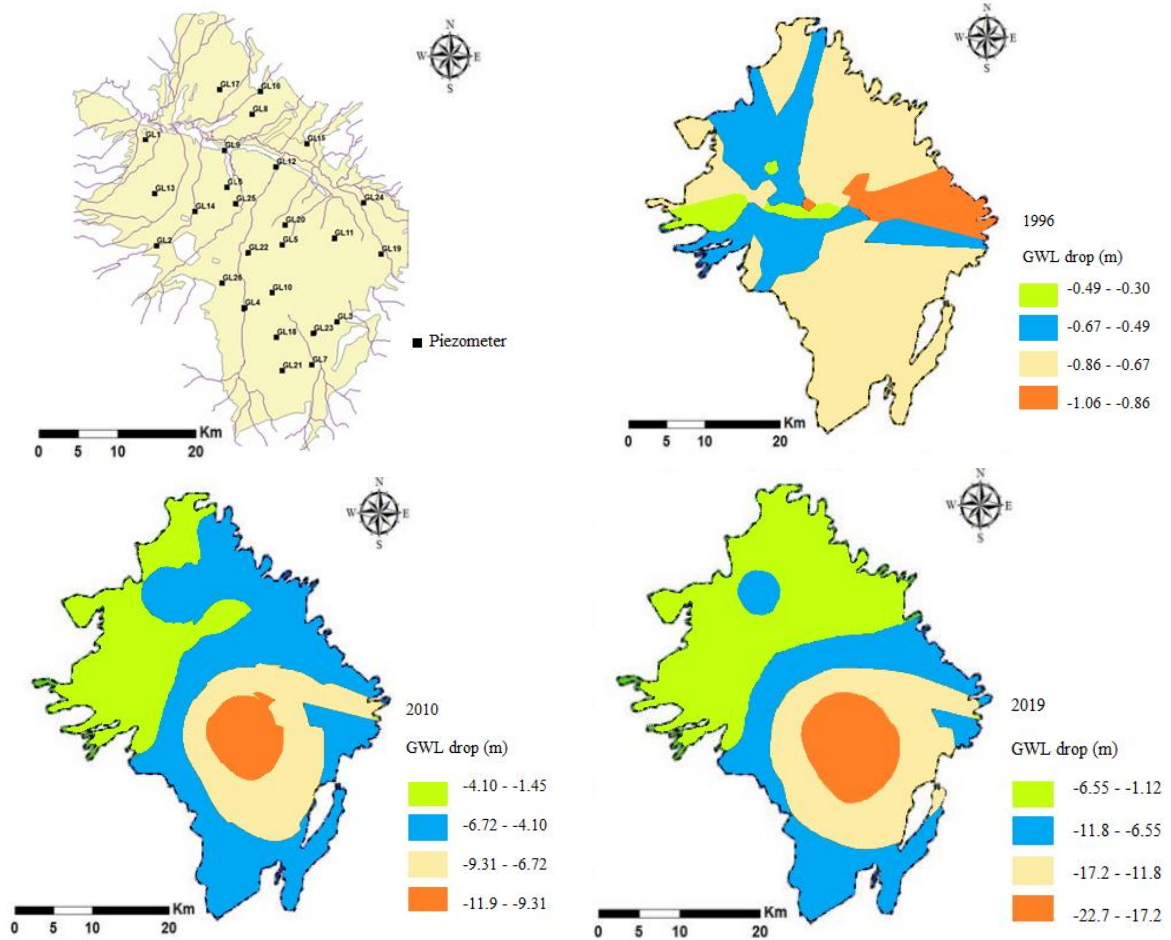 N
W E
S
GL17
GL16
GL8
GL1
GL9
GL15
GL12
GL6
GL13
GL25
GL14
GL24
GL20
GL11
GL2
GL5
GL22
GL19
GL26
GL10
GL4
GL3
GL18
GL23
GL21
GL7
Piezometer
Km
0 5 10 20
N
W E
S
1996
GWL drop (m)
-0.49 - -0.30
-0.67 - -0.49
-0.86 - -0.67
-1.06 - -0.86
Km
0 5 10 20
N
W E
S
2010
GWL drop (m)
-4.10 - -1.45
-6.72 - -4.10
-9.31 - -6.72
-11.9 - -9.31
Km
0 5 10 20
N
W E
S
2019
GWL drop (m)
-6.55 - -1.12
-11.8 - -6.55
-17.2 - -11.8
-22.7 - -17.2
Km
0 5 10 20